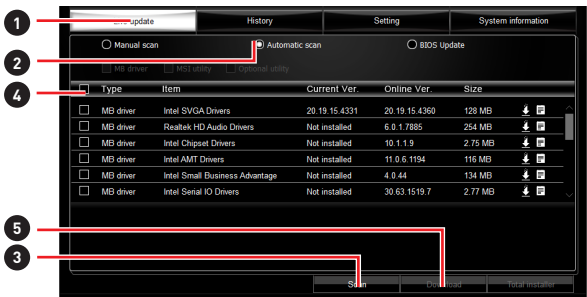 1 Live update History Setting System information
Manual scan Automatic scan BIOS Update
2
MB driver MSI utility Optional utility
4 Type Item Current Ver. Online Ver. Size
MB driver Intel SVGA Drivers 20.19.15.4331 20.19.15.4360 128 MB
MB driver Realtek HD Audio Drivers Not installed 6.0.1.7885 254 MB
MB driver Intel Chipset Drivers Not installed 10.1.1.9 2.75 MB
MB driver Intel AMT Drivers Not installed 11.0.6.1194 116 MB
MB driver Intel Small Business Advantage Not installed 4.0.44 134 MB
MB driver Intel Serial IO Drivers Not installed 30.63.1519.7 2.77 MB
5
3
Scan Download Total installer